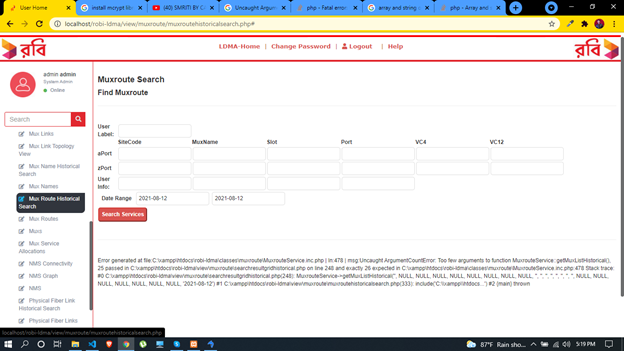 User Home
install mcrypt lib
(40) SMRITI BY G
Uncaught Argume
php - Fatal error:
array and string o
php - Array and s
localhost/robi-ldma/view/muxroute/muxroutehistoricalsearch.php#
রবি
LDMA-Home | Change Password | Logout | Help
রবি
admin admin
System Admin
Online
Search
Mux Links
Mux Link Topology
View
Mux Name Historical
Search
Mux Names
Mux Route Historical
Search
Mux Routes
Muxs
Mux Service
Allocations
NMS Connectivity
NMS Graph
NMS
Physical Fiber Link
Historical Search
Physical Fiber Links
Muxroute Search
Find Muxroute
User
Label:
SiteCode MuxName Slot Port VC4 VC12
aPort
zPort
User
Info:
Date Range 2021-08-12 2021-08-12
Search Services
Error generated at file:C:\xampp\htdocs\robi-ldma\classes\muxroute\MuxrouteService.inc.php | ln:478 | msg:Uncaught ArgumentCountError: Too few arguments to function MuxrouteService::getMuxListHistorical(),
25 passed in C:\xampp\htdocs\robi-ldma\view\muxroute\searchresultgridhistorical.php on line 248 and exactly 26 expected in C:\xampp\htdocs\robi-ldma\classes\muxroute\MuxrouteService.inc.php:478 Stack trace:
#0 C:\xampp\htdocs\robi-ldma\view\muxroute\searchresultgridhistorical.php(248): MuxrouteService->getMuxListHistorical('', NULL, NULL, NULL, NULL, NULL, NULL, NULL, '', '', '', '', '', '', '', NULL, NULL,
NULL, NULL, NULL, NULL, NULL, NULL, '2021-08-12') #1 C:\xampp\htdocs\robi-ldma\view\muxroute\muxroutehistoricalsearch.php(333): include('C:\\xampp\\htdocs...') #2 {main} thrown
localhost/robi-ldma/view/muxroute/muxroutehistoricalsearch.php
87°F Rain sho...
5:19 PM